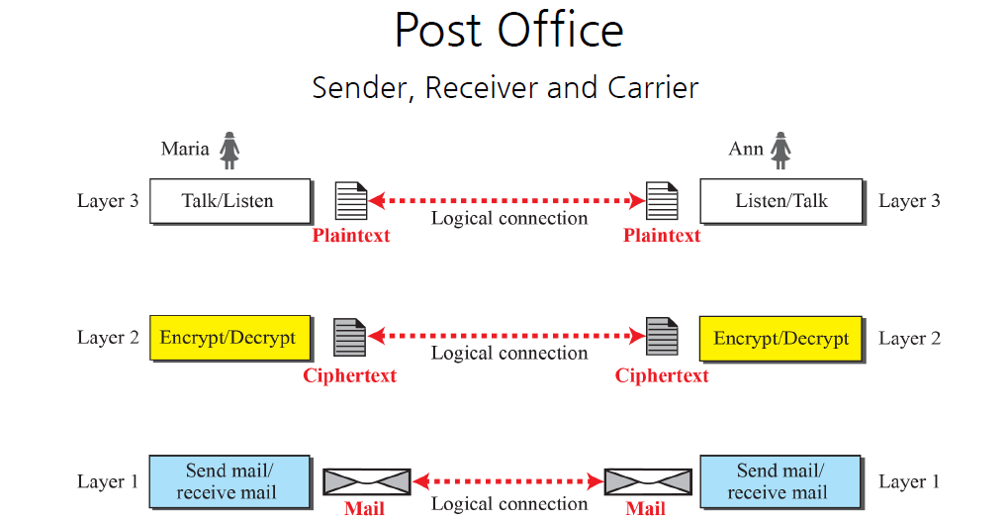 Post Office
Sender, Receiver and Carrier
Maria
Ann
Layer 3
Talk/Listen
Logical connection
Listen/Talk
Layer 3
Plaintext
Plaintext
Layer 2
Encrypt/Decrypt
Logical connection
Encrypt/Decrypt
Layer 2
Ciphertext
Ciphertext
Layer 1
Send mail/
receive mail
Logical connection
Send mail/
receive mail
Layer 1
Mail
Mail